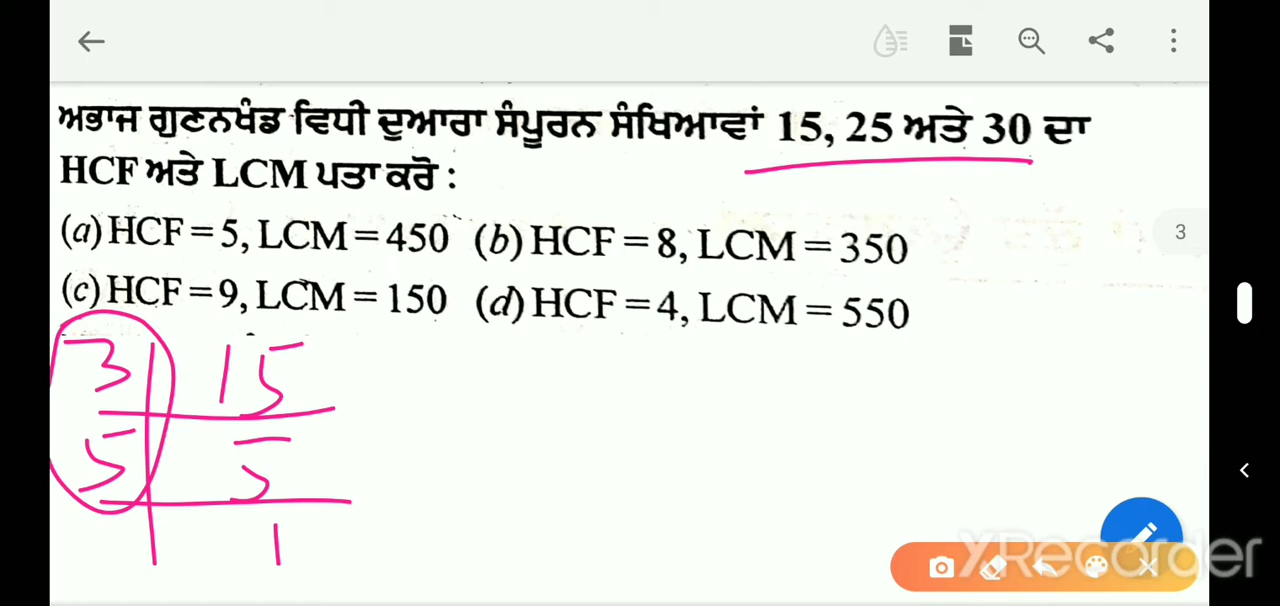 ਅਭਾਜ ਗੁਣਨਖੰਡ ਵਿਧੀ ਦੁਆਰਾ ਸੰਪੂਰਨ ਸੰਖਿਆਵਾਂ 15, 25 ਅਤੇ 30 ਦਾ
HCF ਅਤੇ LCM ਪਤਾ ਕਰੋ :
(a) HCF = 5, LCM = 450 (b) HCF = 8, LCM = 350
3
(c) HCF = 9, LCM = 150 (d) HCF = 4, LCM = 550
3 15
5 5
1
XRecorder